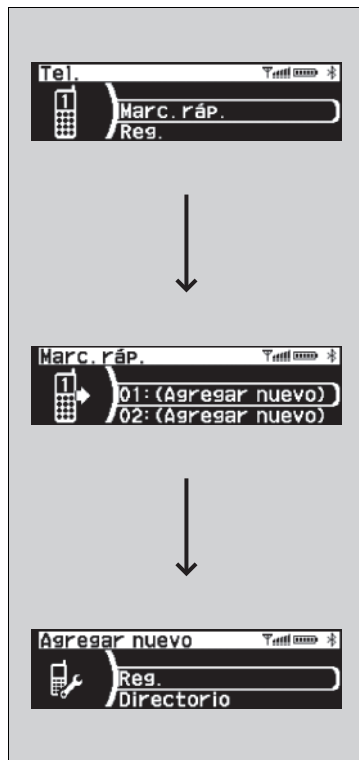 Tel.
Marc.ráp.
Reg.
Marc.ráp.
01:(Agregar nuevo)
02:(Agregar nuevo)
Agregar nuevo
Reg.
Directorio